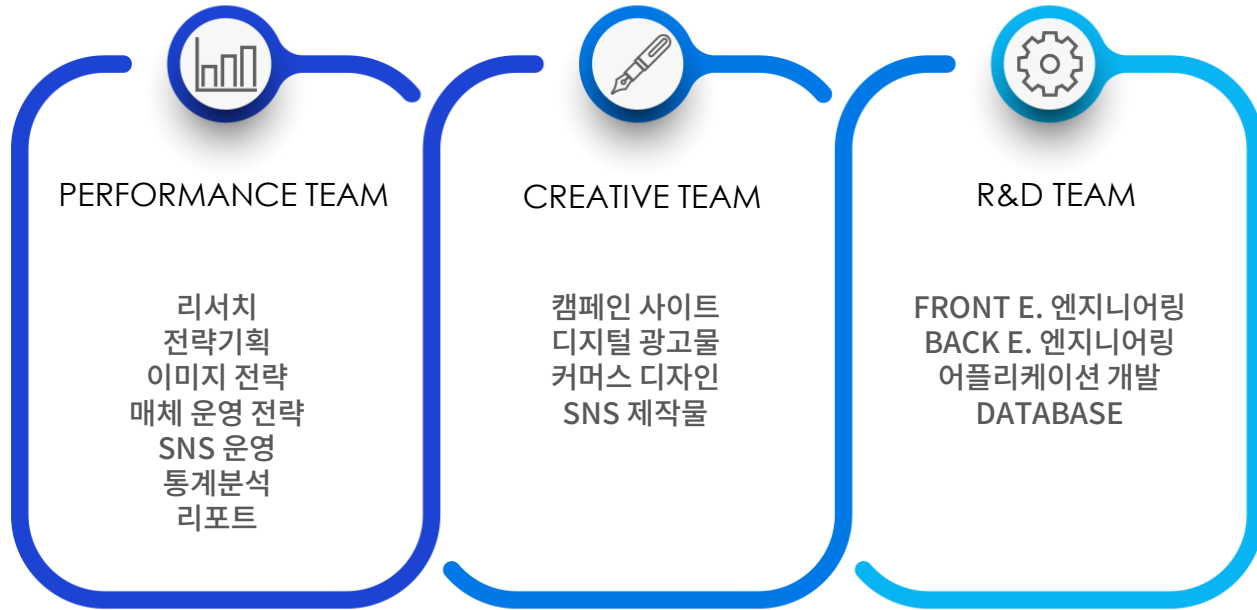 PERFORMANCE TEAM
리서치
전략기획
이미지 전략
매체 운영 전략
SNS 운영
통계분석
리포트
CREATIVE TEAM
캠페인 사이트
디지털 광고물
커머스 디자인
SNS 제작물
R&D TEAM
FRONT E. 엔지니어링
BACK E. 엔지니어링
어플리케이션 개발
DATABASE